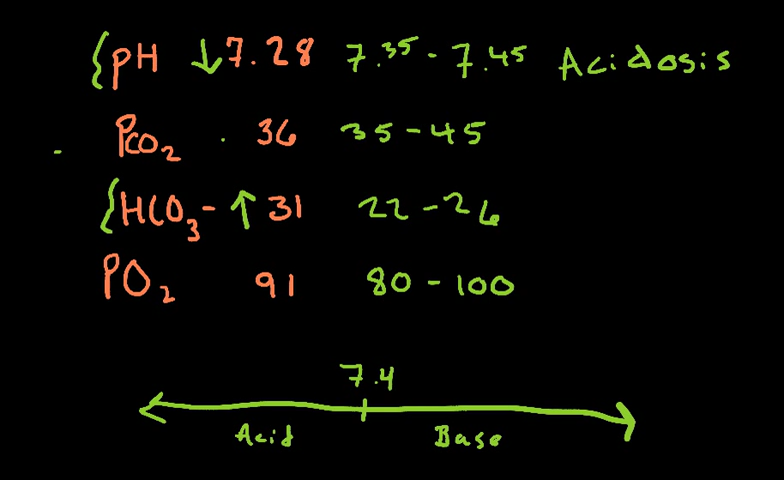 {pH ↓7.28 7.35-7.45 Acidosis
PCO2 36 35-45
{HCO3- ↑31 22-26
PO2 91 80-100
7.4
Acid Base